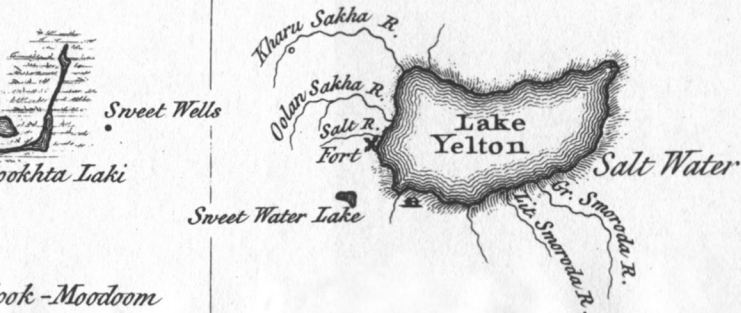 Kharu Sakha R.
Oolan Sakha R.
Sweet Wells
Salt R.
Fort
Lake
Yelton
Salt Water
ookhta Laki
Sweet Water Lake
Gr. Smoroda R.
Lit. Smoroda R.
ook-Moodoom